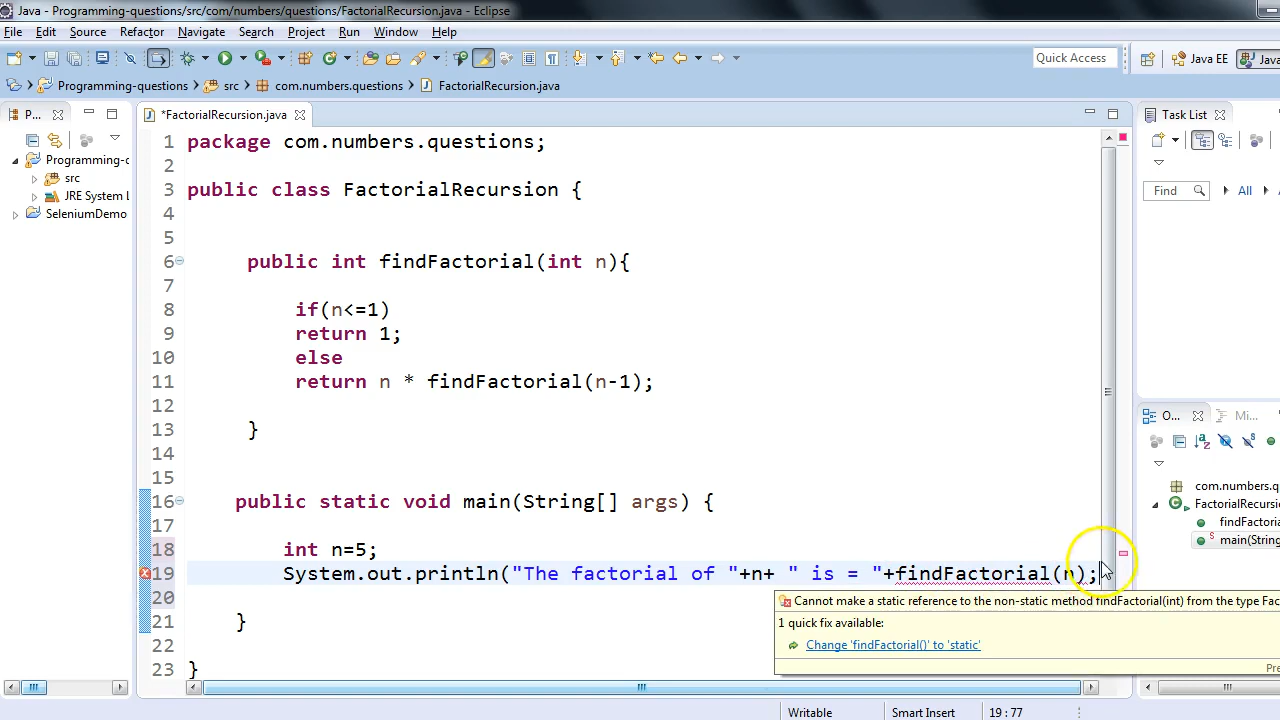 Java - Programming-questions/src/com/numbers/questions/FactorialRecursion.java - Eclipse
File Edit Source Refactor Navigate Search Project Run Window Help
Quick Access Java EE Java
Programming-questions src com.numbers.questions FactorialRecursion.java
P... *FactorialRecursion.java Task List
Programming-q
src
JRE System L
SeleniumDemo
Find All
1 package com.numbers.questions;
2
3 public class FactorialRecursion {
4
5
6 public int findFactorial(int n){
7
8 if(n<=1)
9 return 1;
10 else
11 return n * findFactorial(n-1);
12
13 }
14
15
16 public static void main(String[] args) {
17
18 int n=5;
19 System.out.println("The factorial of "+n+ " is = "+findFactorial(n);
20
21 }
22
23 }
O... Mi...
com.numbers.q
FactorialRecursi
findFactoria
main(String
Cannot make a static reference to the non-static method findFactorial(int) from the type Fac
1 quick fix available:
Change 'findFactorial()' to 'static'
Pre
Writable Smart Insert 19 : 77